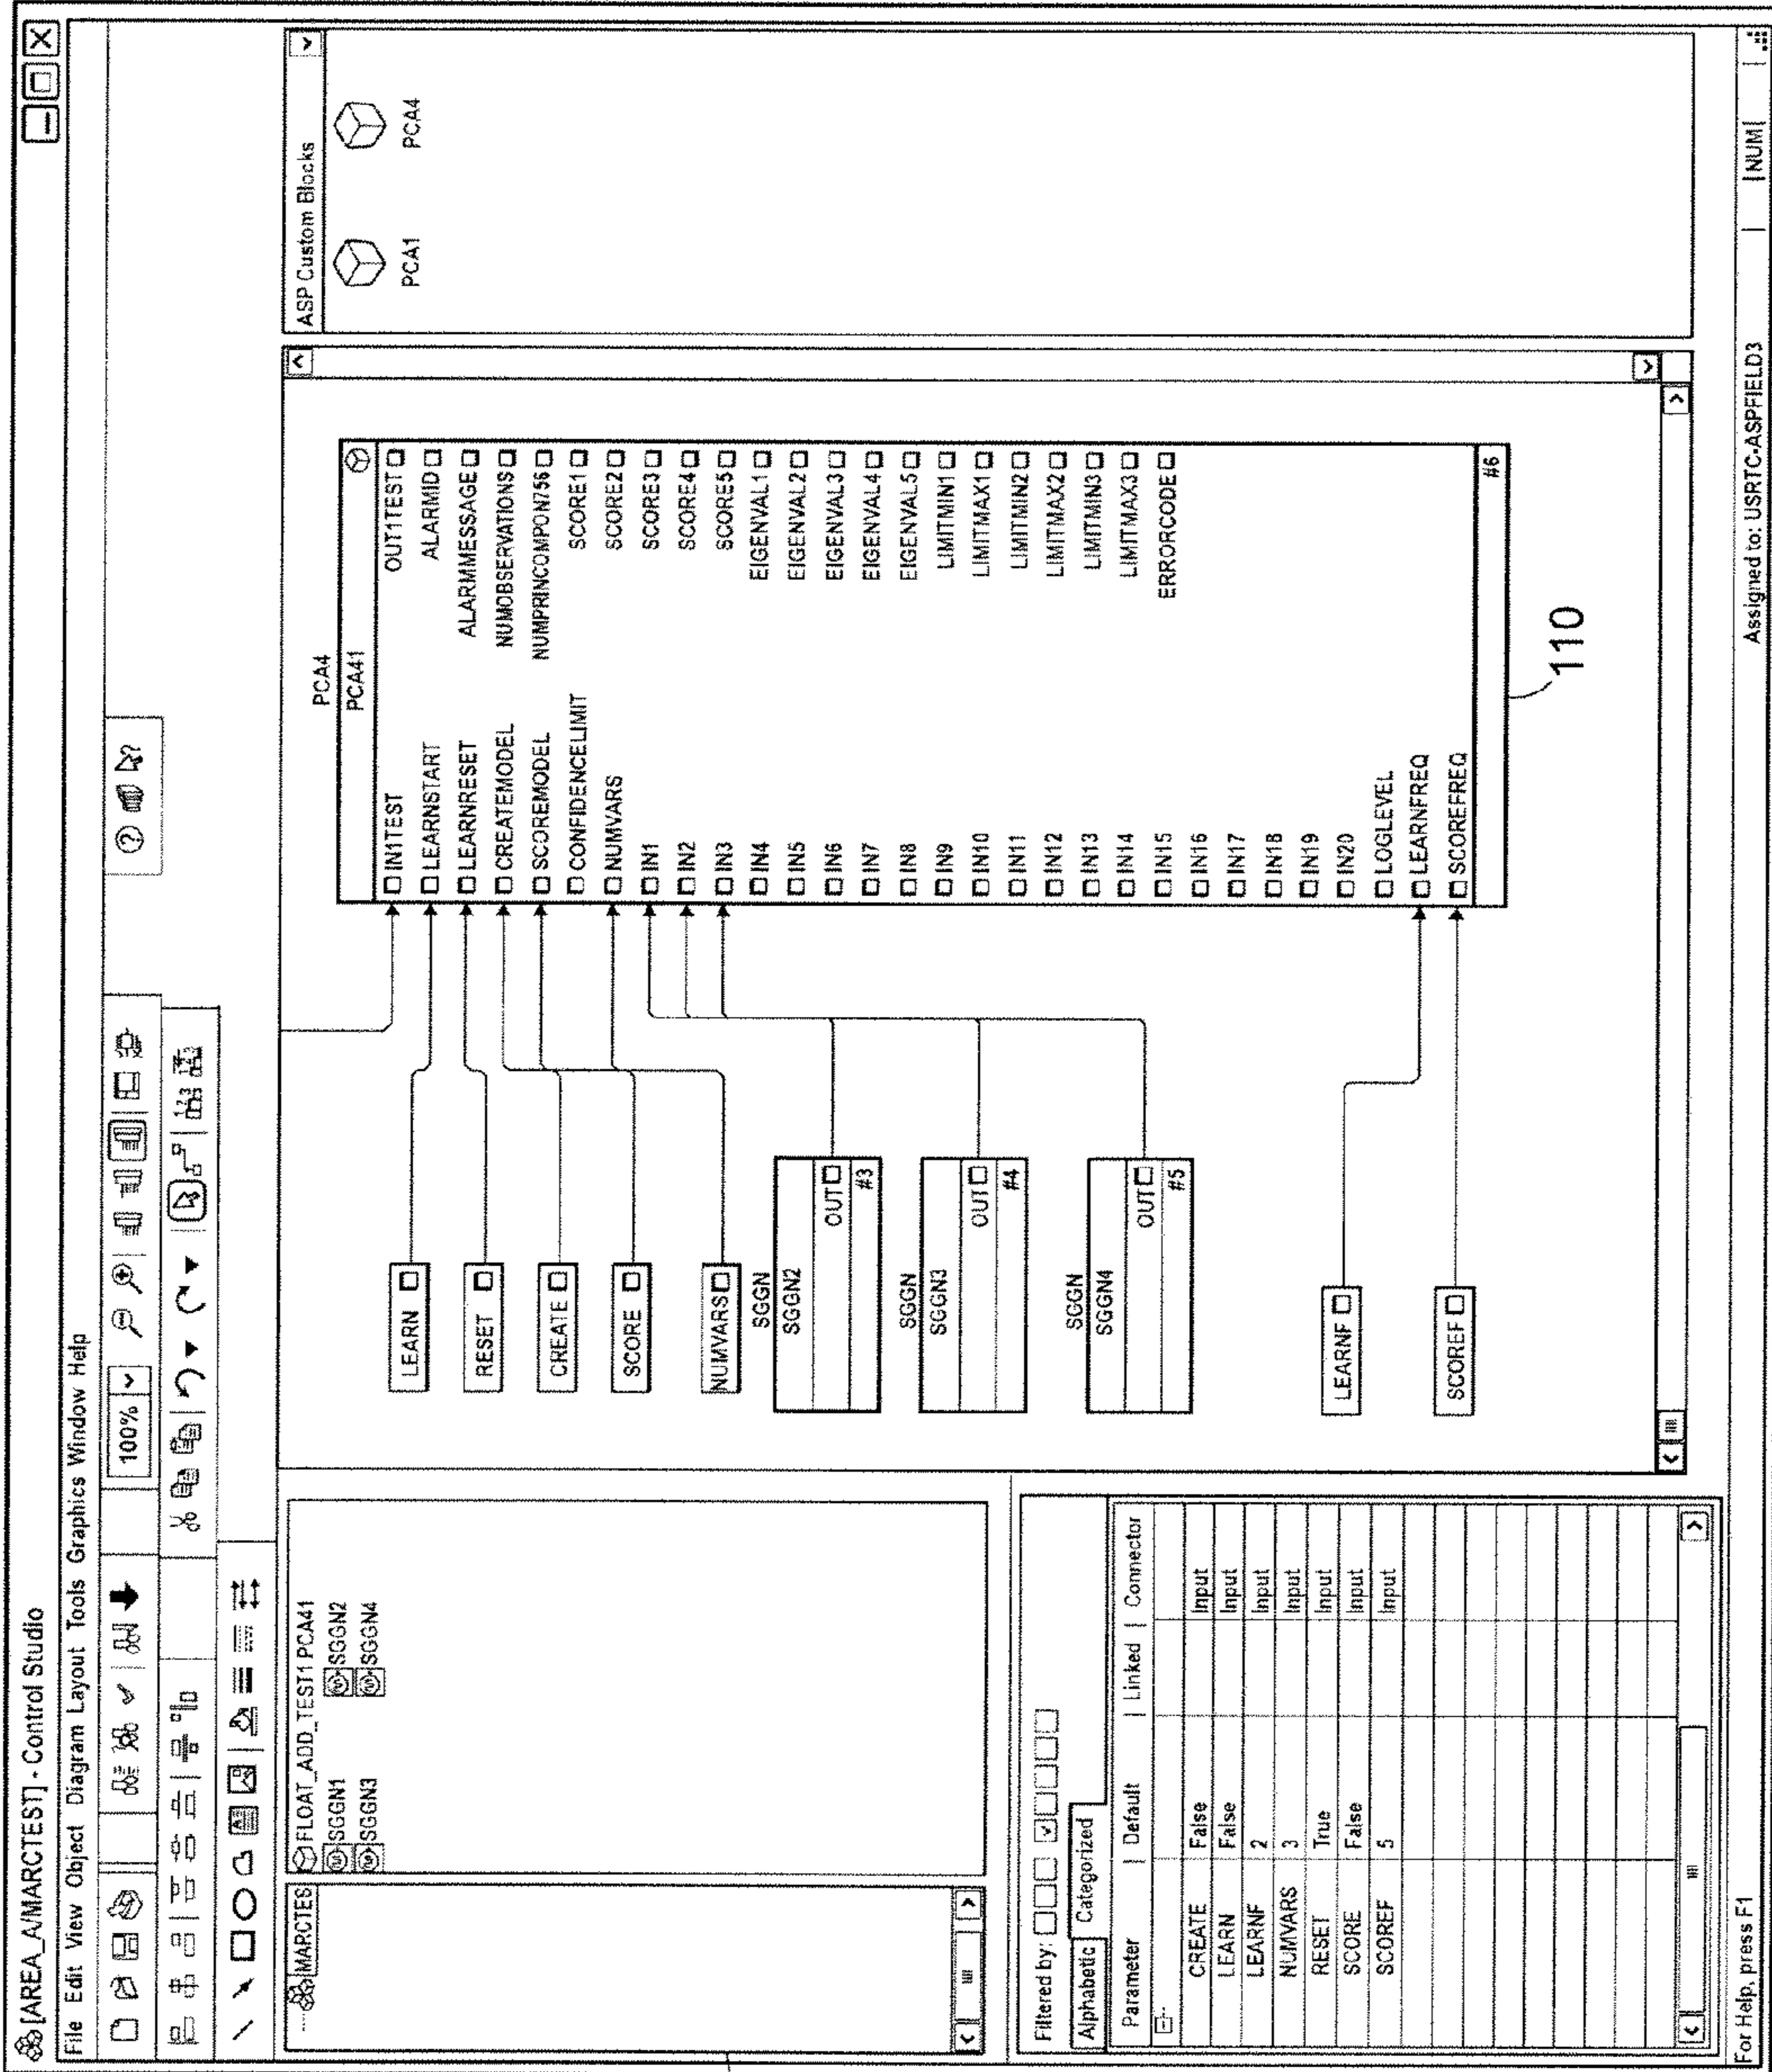 [AREA_A/MARCTEST] - Control Studio
File Edit View Object Diagram Layout Tools Graphics Window Help
100%
MARCTES
FLOAT_ADD_TEST1 PCA41
SGGN1 SGGN2
SGGN3 SGGN4
Filtered by:
Alphabetic Categorized
Parameter Default Linked Connector
CREATE False Input
LEARN False Input
LEARNF 2 Input
NUMVARS 3 Input
RESET True Input
SCORE False Input
SCOREF 5 Input
LEARN
RESET
CREATE
SCORE
NUMVARS
SGGN
SGGN2
OUT
#3
SGGN
SGGN3
OUT
#4
SGGN
SGGN4
OUT
#5
LEARNF
SCOREF
PCA4
PCA41
IN1TEST OUT1TEST
LEARNSTART ALARMID
LEARNRESET ALARMMESSAGE
CREATEMODEL NUMOBSERVATIONS
SCOREMODEL NUMPRINCOMPON756
CONFIDENCELIMIT SCORE1
NUMVARS SCORE2
IN1 SCORE3
IN2 SCORE4
IN3 SCORE5
IN4 EIGENVAL1
IN5 EIGENVAL2
IN6 EIGENVAL3
IN7 EIGENVAL4
IN8 EIGENVAL5
IN9 LIMITMIN1
IN10 LIMITMAX1
IN11 LIMITMIN2
IN12 LIMITMAX2
IN13 LIMITMIN3
IN14 LIMITMAX3
IN15 ERRORCODE
IN16
IN17
IN18
IN19
IN20
LOGLEVEL
LEARNFREQ
SCOREFREQ
#6
110
ASP Custom Blocks
PCA1 PCA4
For Help, press F1 Assigned to: USRTC-ASPFIELD3 NUM